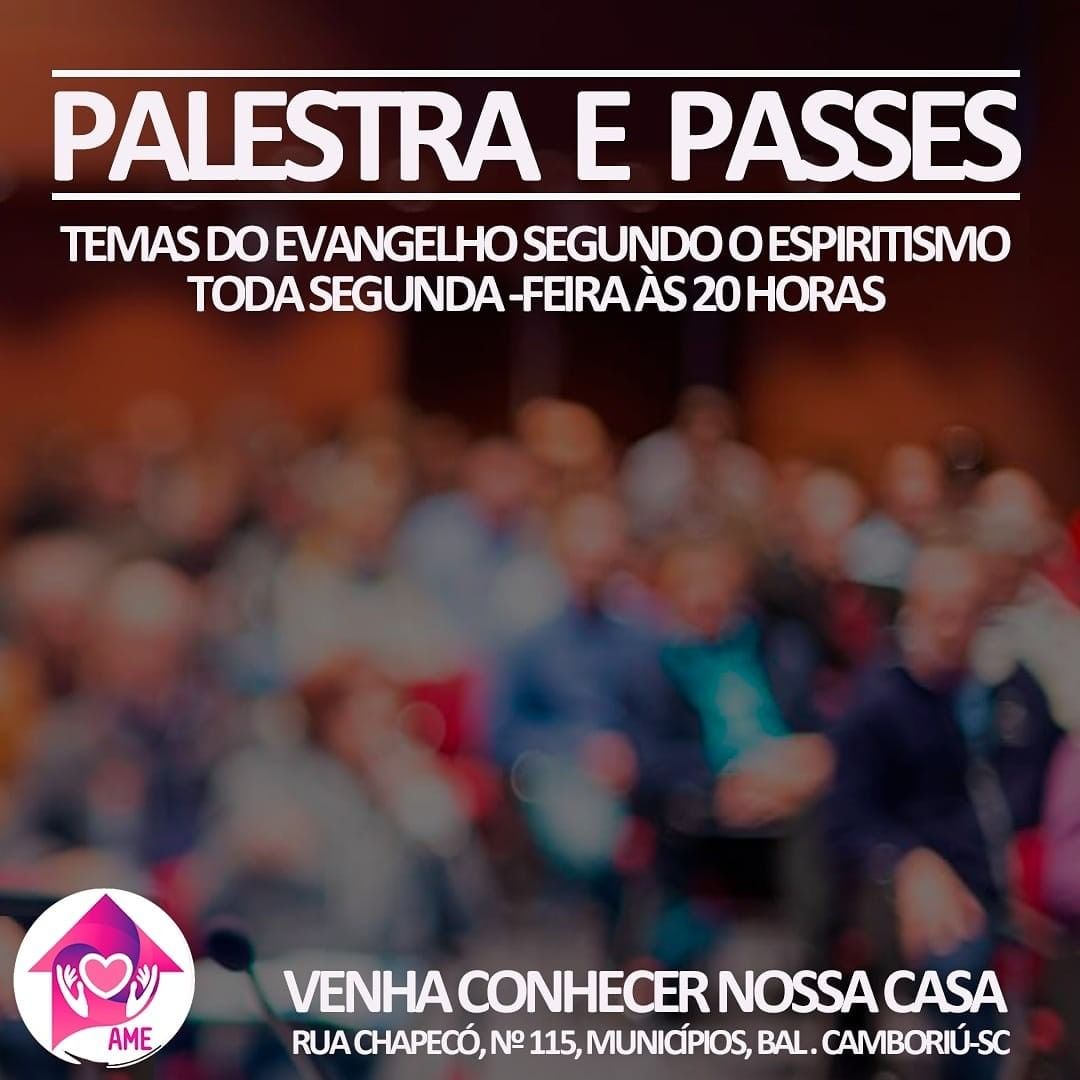 PALESTRA E PASSES
TEMAS DO EVANGELHO SEGUNDO O ESPIRITISMO
TODA SEGUNDA-FEIRA ÀS 20 HORAS
AME
VENHA CONHECER NOSSA CASA
RUA CHAPECÓ, Nº 115, MUNICÍPIOS, BAL. CAMBORIÚ-SC